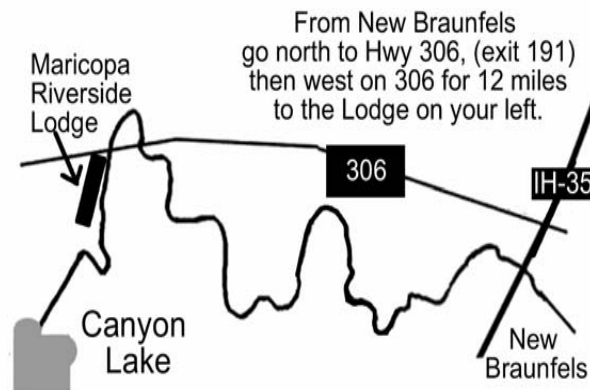 From New Braunfels
go north to Hwy 306, (exit 191)
then west on 306 for 12 miles
to the Lodge on your left.
Maricopa
Riverside
Lodge
306
IH-35
Canyon
Lake
New
Braunfels